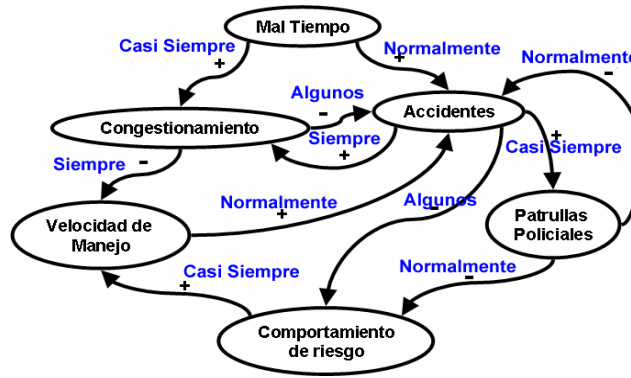 Mal Tiempo
Casi Siempre
+
Normalmente
+
Normalmente
-
Algunos
-
Accidentes
Congestionamiento
Siempre
+
+
Casi Siempre
Siempre -
Velocidad de
Manejo
Normalmente
+
Algunos
-
Patrullas
Policiales
Casi Siempre
+
Normalmente
-
Comportamiento
de riesgo